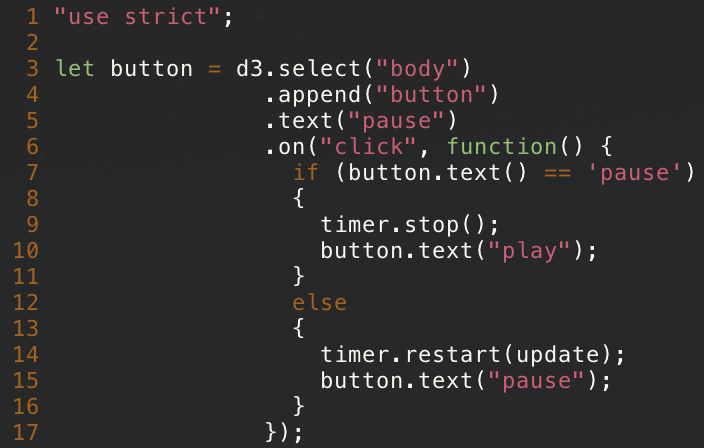 1 "use strict";
2
3 let button = d3.select("body")
4                .append("button")
5                .text("pause")
6                .on("click", function() {
7                  if (button.text() == 'pause')
8                  {
9                    timer.stop();
10                   button.text("play");
11                 }
12                 else
13                 {
14                   timer.restart(update);
15                   button.text("pause");
16                 }
17               });